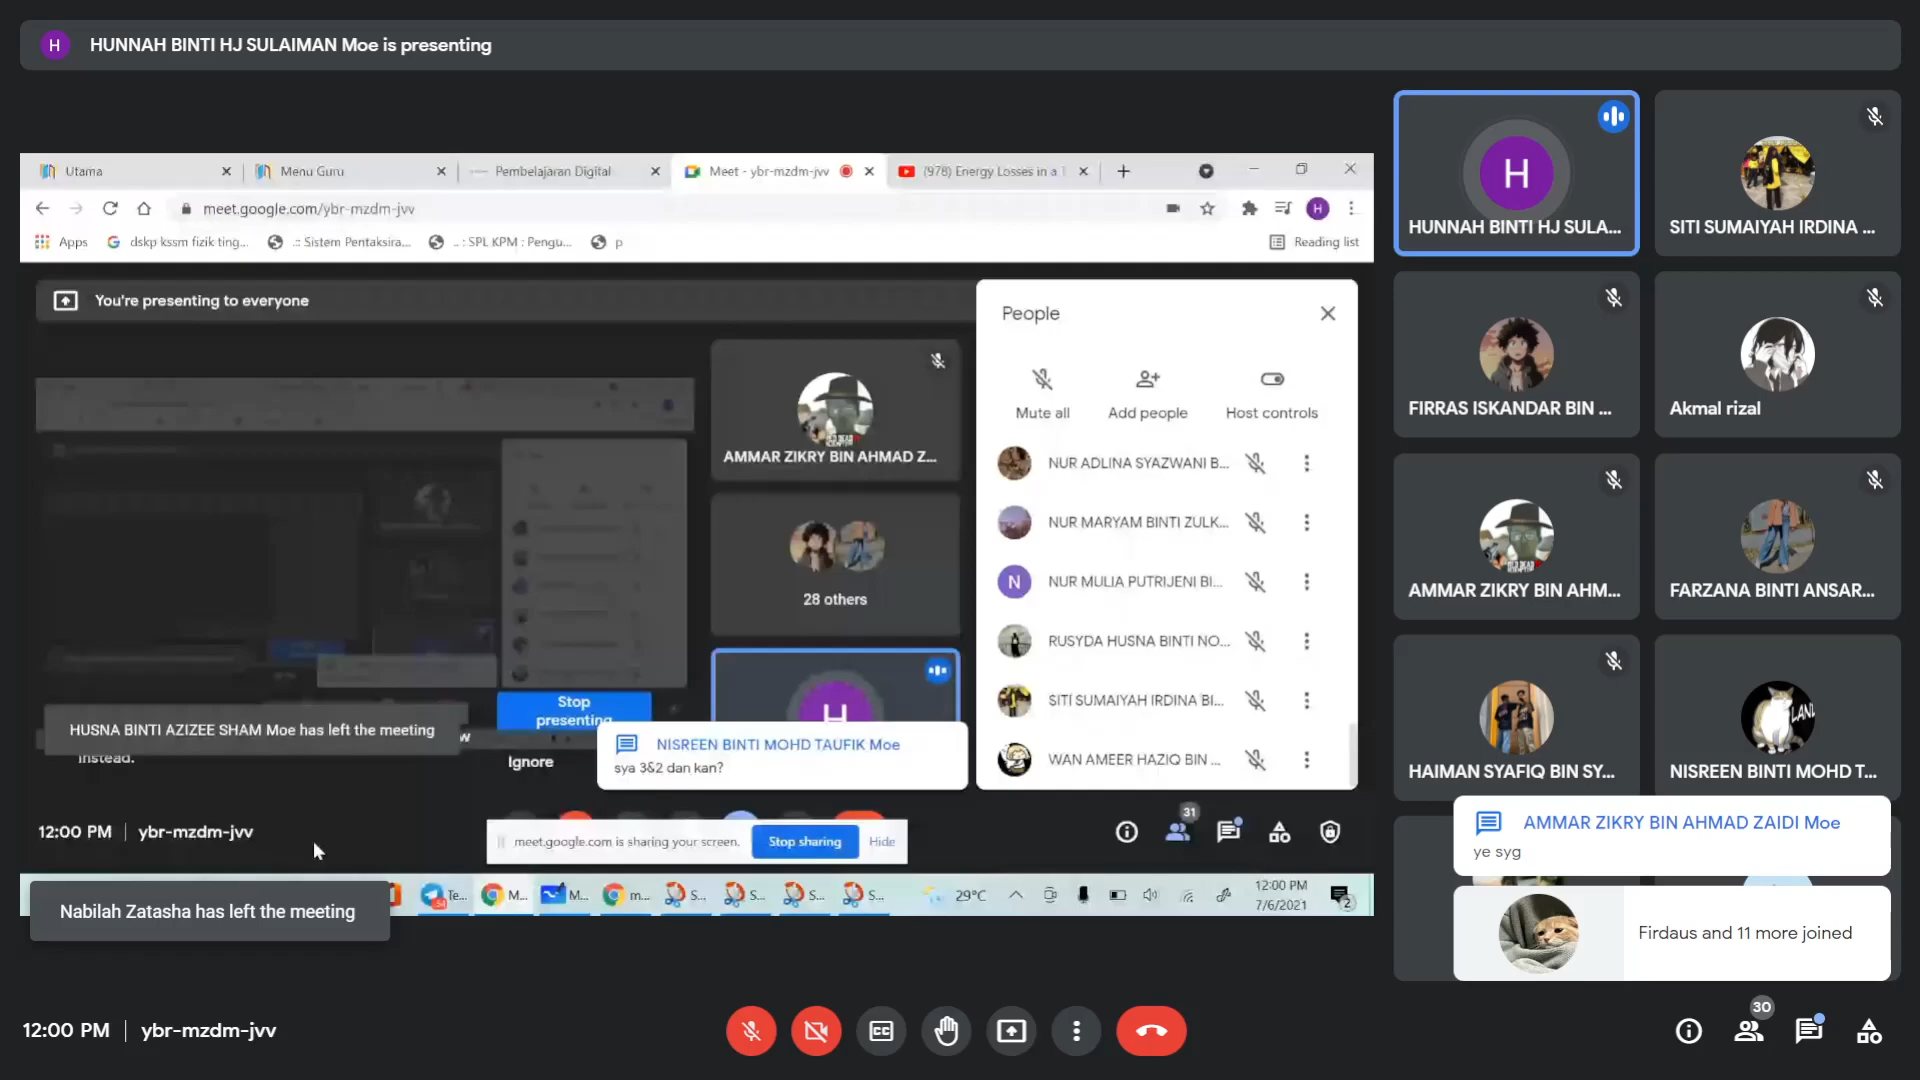 H HUNNAH BINTI HJ SULAIMAN Moe is presenting
Utama
Menu Guru
Pembelajaran Digital
Meet - ybr-mzdm-jvv
(978) Energy Losses in a
meet.google.com/ybr-mzdm-jvv
H
Apps
dskp kssm fizik ting...
.:: Sistem Pentaksira...
..: SPL KPM : Pengu...
p
Reading list
You're presenting to everyone
AMMAR ZIKRY BIN AHMAD Z...
28 others
H
Stop presenting
HUSNA BINTI AZIZEE SHAM Moe has left the meeting
instead.
Ignore
NISREEN BINTI MOHD TAUFIK Moe
sya 3&2 dan kan?
People
Mute all
Add people
Host controls
NUR ADLINA SYAZWANI B...
NUR MARYAM BINTI ZULK...
N NUR MULIA PUTRIJENI BI...
RUSYDA HUSNA BINTI NO...
SITI SUMAIYAH IRDINA BI...
WAN AMEER HAZIQ BIN ...
12:00 PM | ybr-mzdm-jvv
31
meet.google.com is sharing your screen.
Stop sharing
Hide
Te...
M...
M...
m...
S...
S...
S...
S...
29°C
12:00 PM
7/6/2021
2
Nabilah Zatasha has left the meeting
H
HUNNAH BINTI HJ SULA...
SITI SUMAIYAH IRDINA ...
FIRRAS ISKANDAR BIN ...
Akmal rizal
AMMAR ZIKRY BIN AHM...
FARZANA BINTI ANSAR...
HAIMAN SYAFIQ BIN SY...
NISREEN BINTI MOHD T...
AMMAR ZIKRY BIN AHMAD ZAIDI Moe
ye syg
Firdaus and 11 more joined
12:00 PM | ybr-mzdm-jvv
CC
30